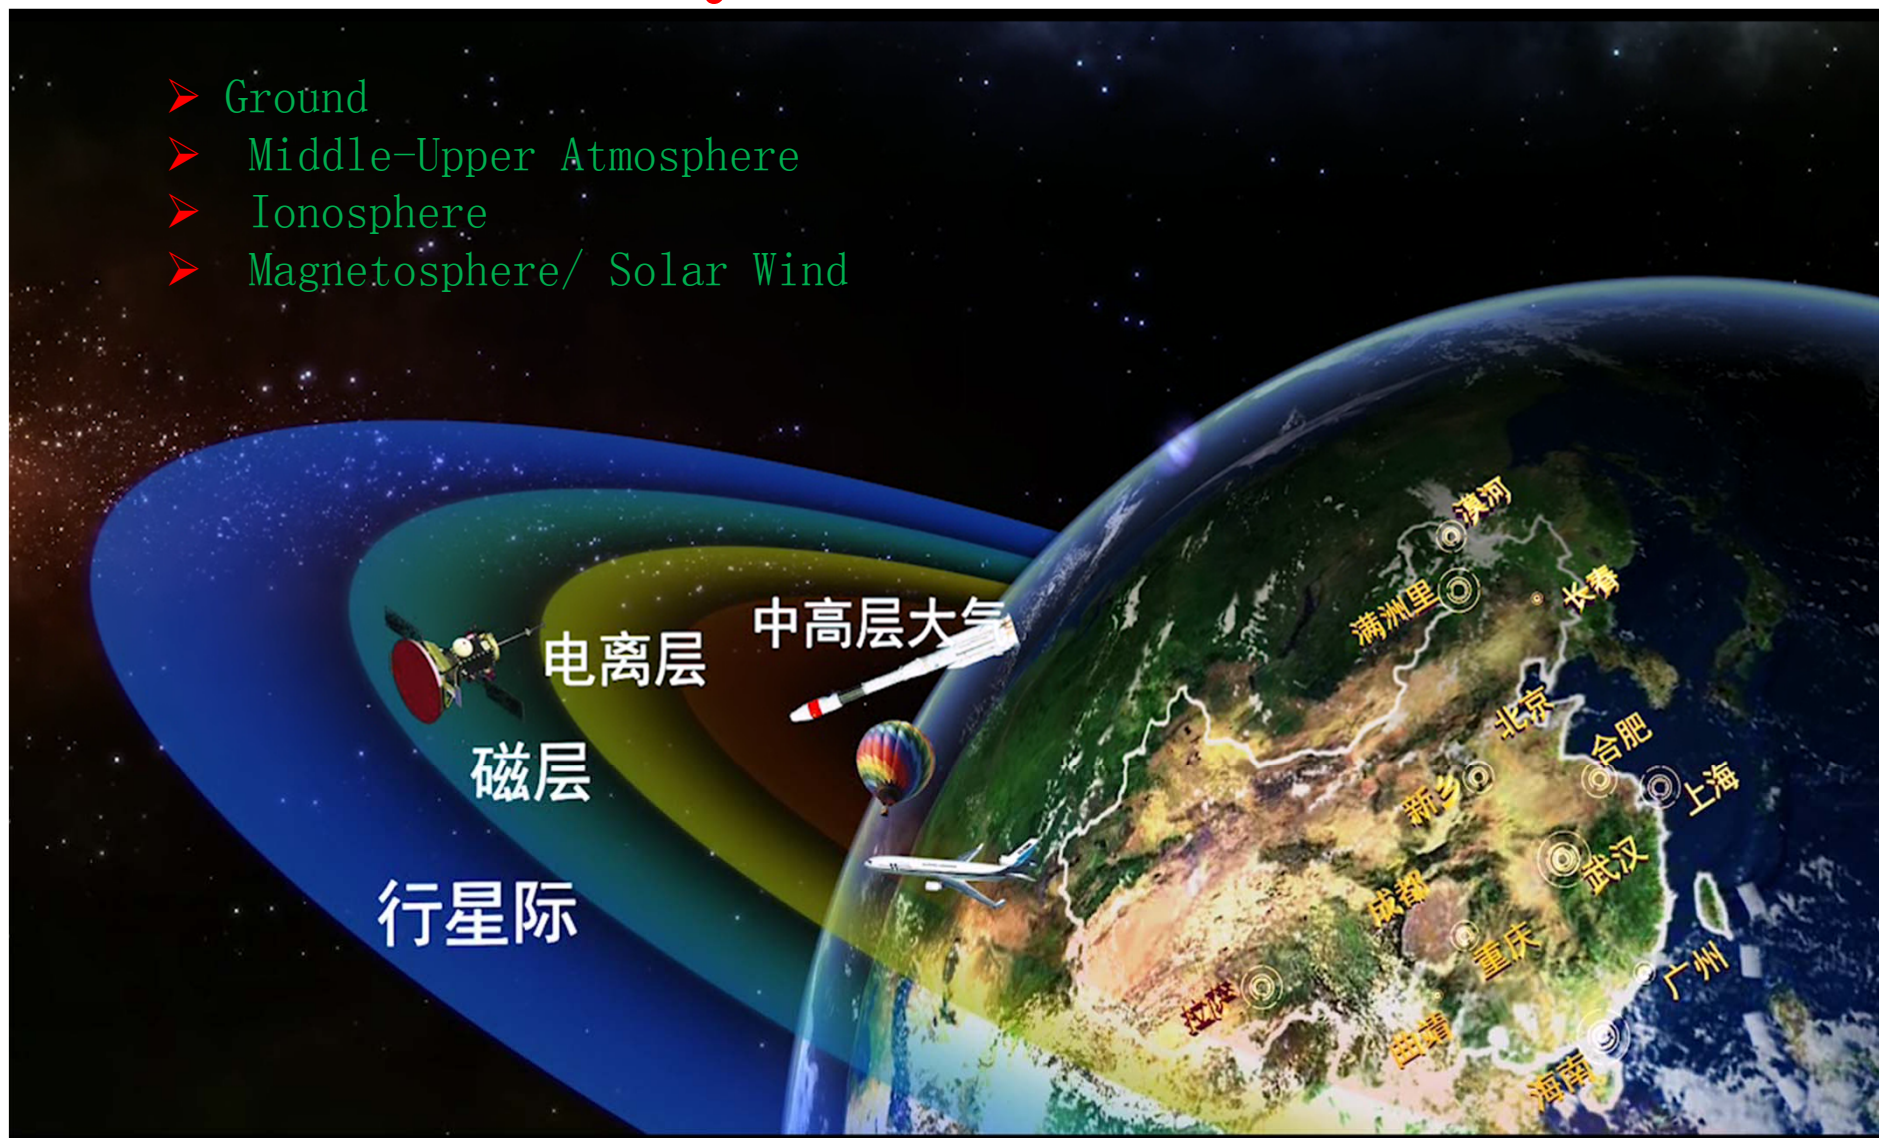 Ground
Middle-Upper Atmosphere
Ionosphere
Magnetosphere/ Solar Wind
漠河
满洲里
长春
中高层大气
电离层
北京
合肥
磁层
新乡
上海
武汉
行星际
成都
重庆
广州
拉萨
曲靖
海南